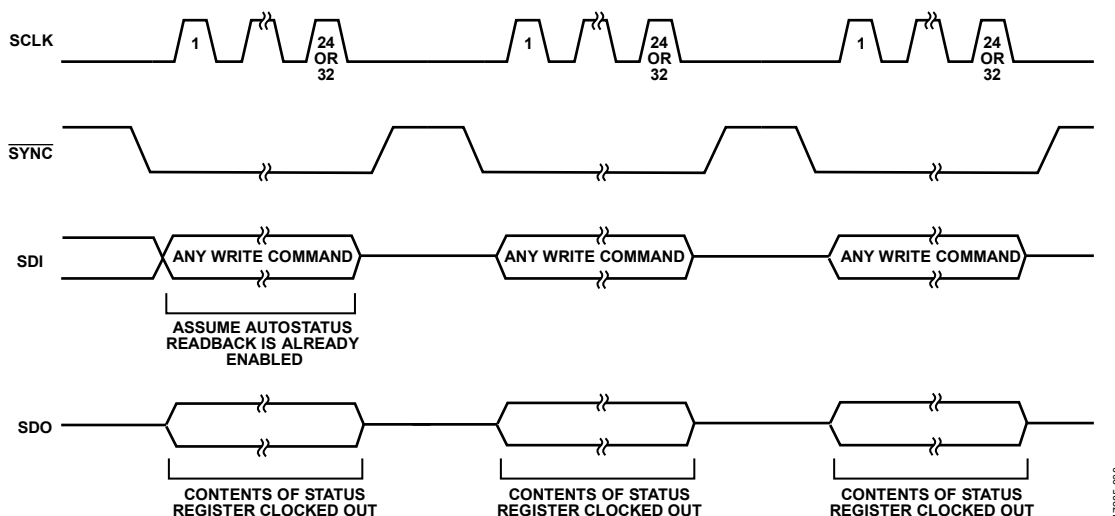 SCLK
1
24
OR
32
1
24
OR
32
1
24
OR
32
SYNC
SDI
ANY WRITE COMMAND
ANY WRITE COMMAND
ANY WRITE COMMAND
ASSUME AUTOSTATUS
READBACK IS ALREADY
ENABLED
SDO
CONTENTS OF STATUS
REGISTER CLOCKED OUT
CONTENTS OF STATUS
REGISTER CLOCKED OUT
CONTENTS OF STATUS
REGISTER CLOCKED OUT